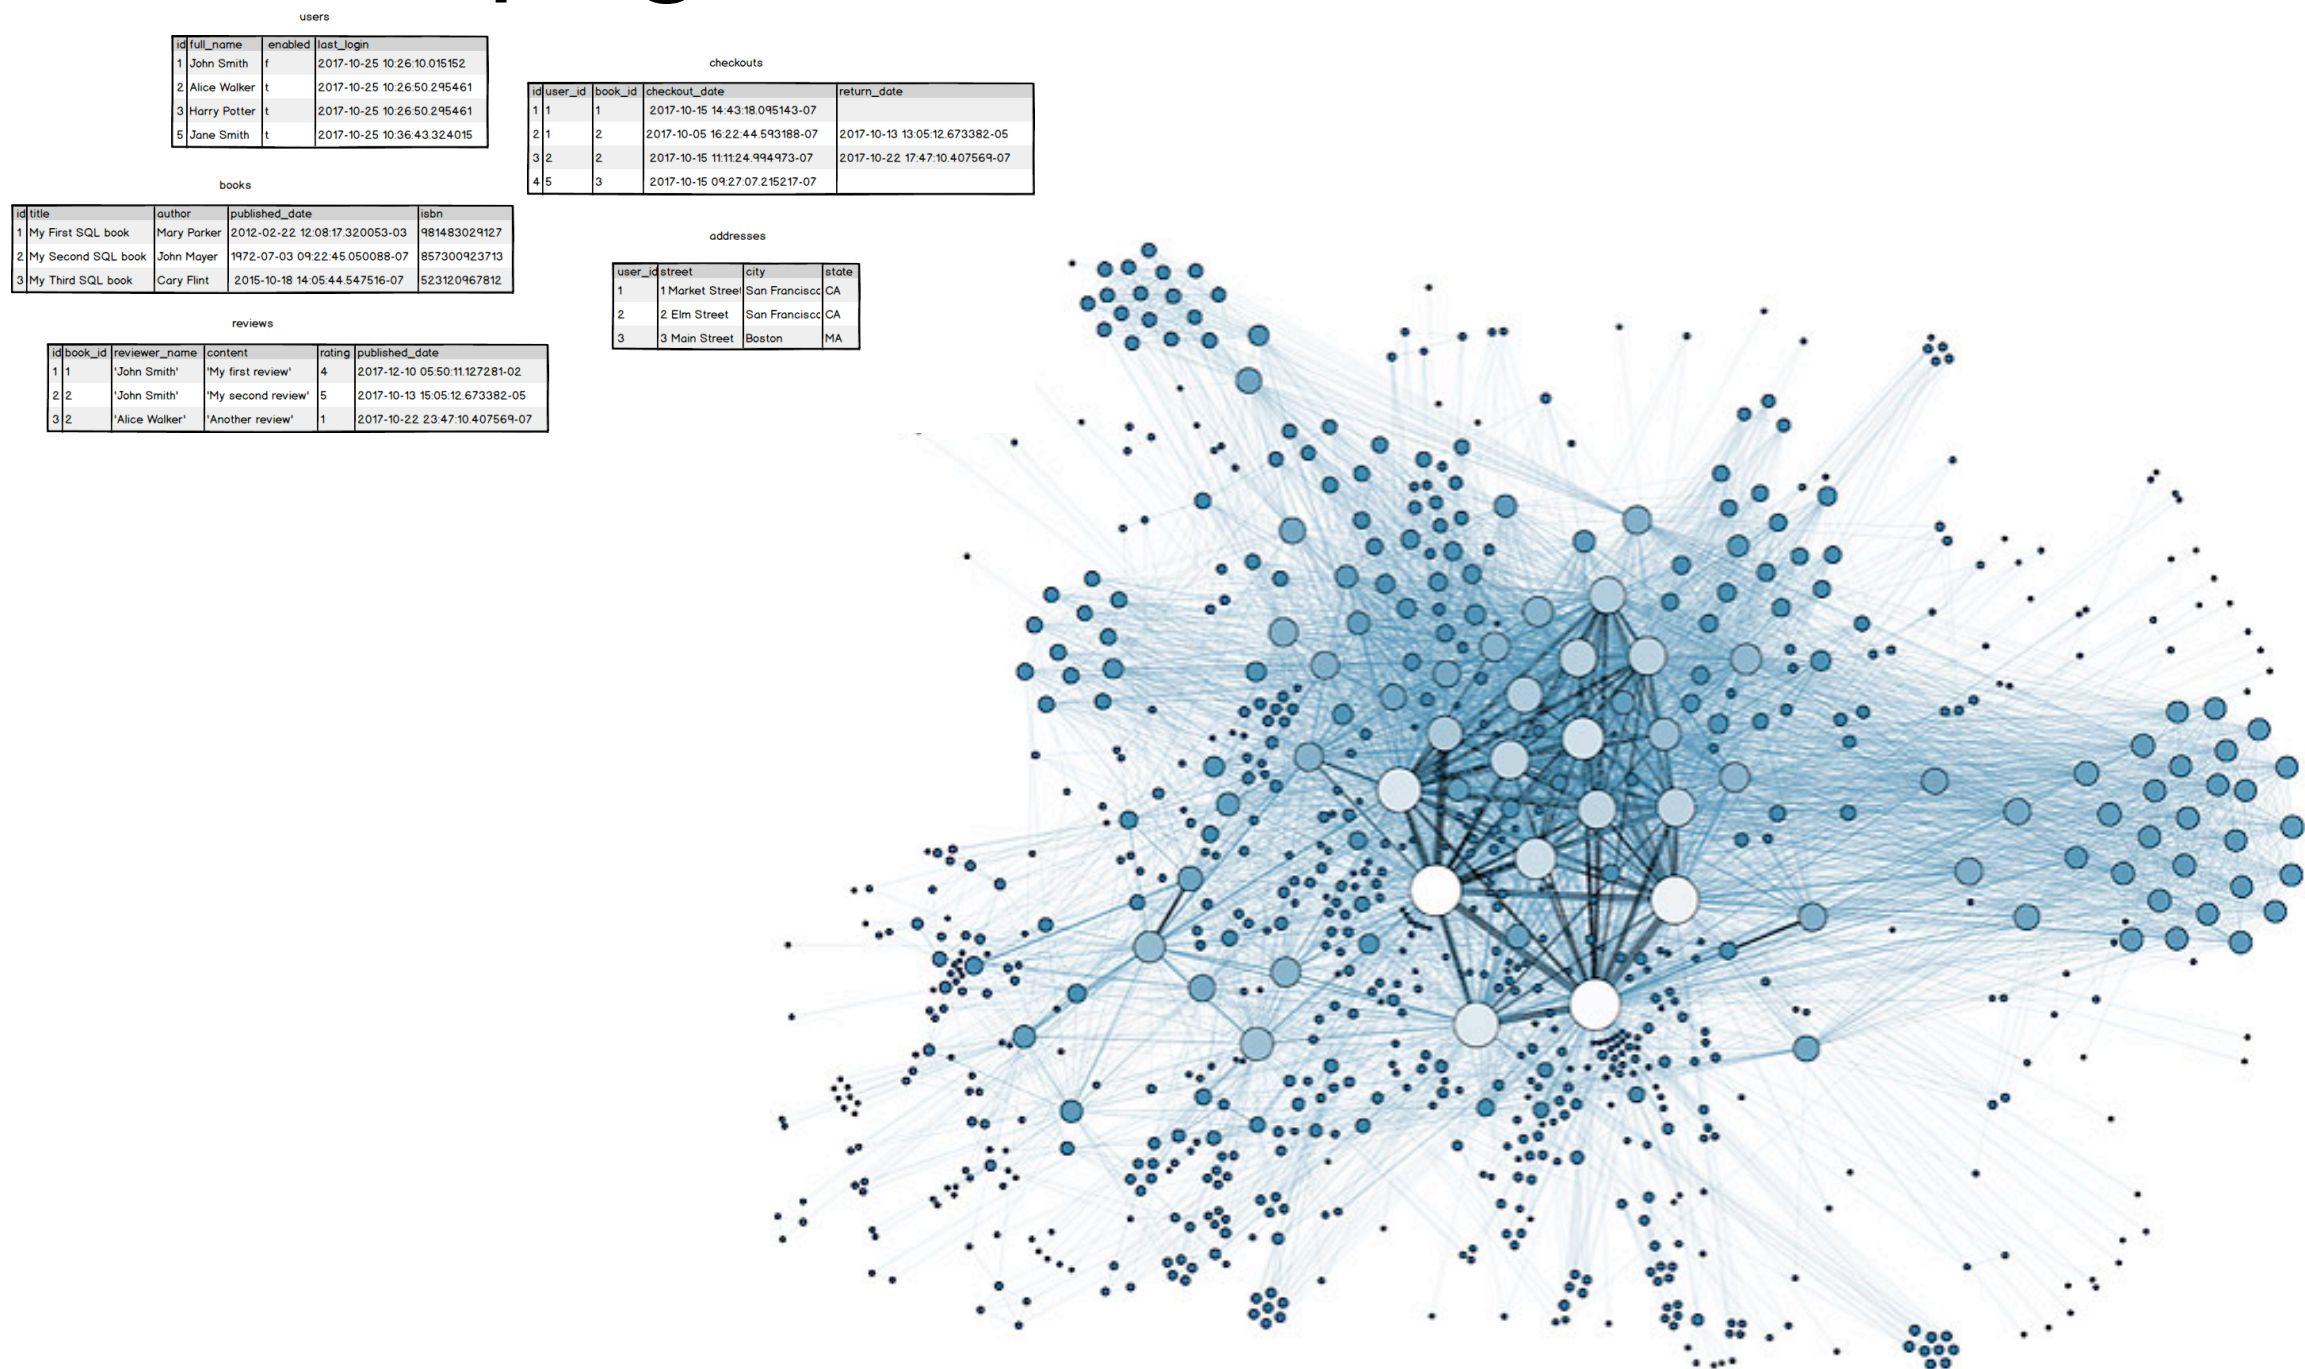 users
id full_name enabled last_login
1 John Smith f 2017-10-25 10:26:10.015152
2 Alice Walker t 2017-10-25 10:26:50.295461
3 Harry Potter t 2017-10-25 10:26:50.295461
5 Jane Smith t 2017-10-25 10:36:43.324015
checkouts
id user_id book_id checkout_date return_date
1 1 1 2017-10-15 14:43:18.095143-07
2 1 2 2017-10-05 16:22:44.593188-07 2017-10-13 13:05:12.673382-05
3 2 2 2017-10-15 11:11:24.994973-07 2017-10-22 17:47:10.407569-07
4 5 3 2017-10-15 09:27:07.215217-07
books
id title author published_date isbn
1 My First SQL book Mary Parker 2012-02-22 12:08:17.320053-03 981483029127
2 My Second SQL book John Mayer 1972-07-03 09:22:45.050088-07 857300923713
3 My Third SQL book Cary Flint 2015-10-18 14:05:44.547516-07 523120967812
addresses
user_id street city state
1 1 Market Street San Francisco CA
2 2 Elm Street San Francisco CA
3 3 Main Street Boston MA
reviews
id book_id reviewer_name content rating published_date
1 1 'John Smith' 'My first review' 4 2017-12-10 05:50:11.127281-02
2 2 'John Smith' 'My second review' 5 2017-10-13 15:05:12.673382-05
3 2 'Alice Walker' 'Another review' 1 2017-10-22 23:47:10.407569-07